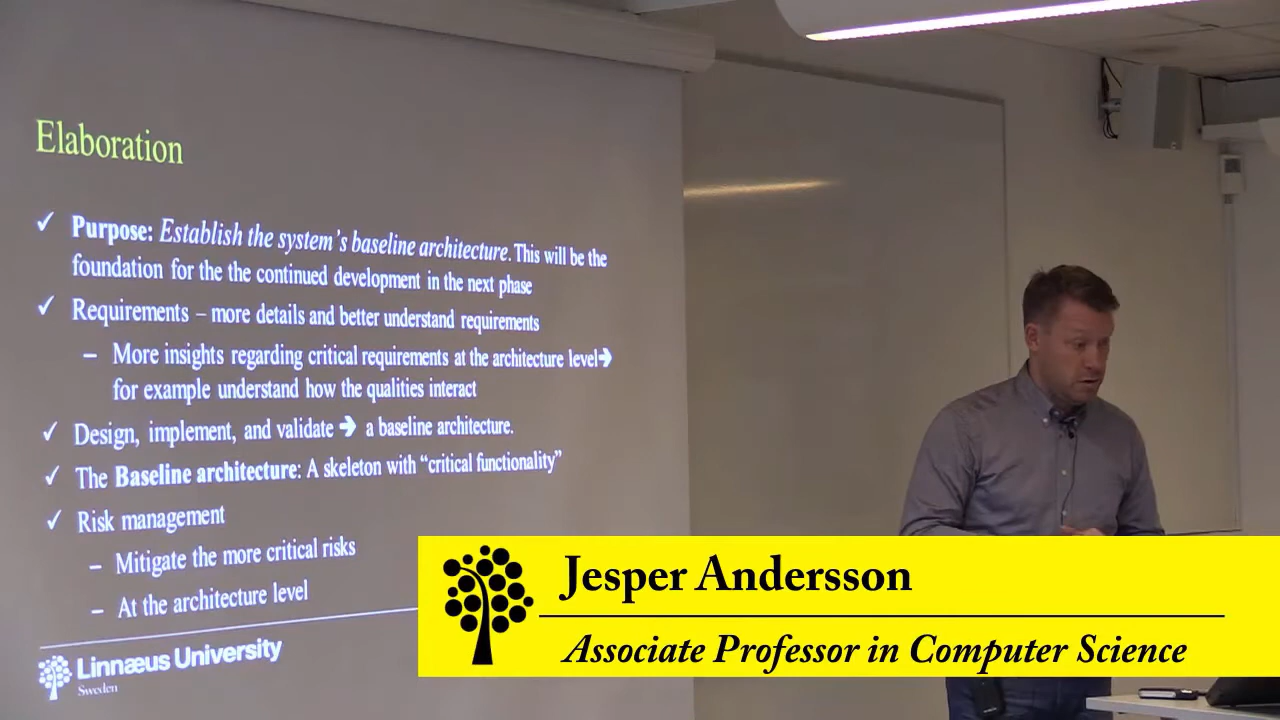 Elaboration
✓ Purpose: Establish the system's baseline architecture. This will be the
foundation for the the continued development in the next phase
✓ Requirements – more details and better understand requirements
– More insights regarding critical requirements at the architecture level➔
for example understand how the qualities interact
✓ Design, implement, and validate ➔ a baseline architecture.
✓ The Baseline architecture: A skeleton with “critical functionality”
✓ Risk management
– Mitigate the more critical risks
– At the architecture level
Linnæus University
Sweden
Jesper Andersson
Associate Professor in Computer Science